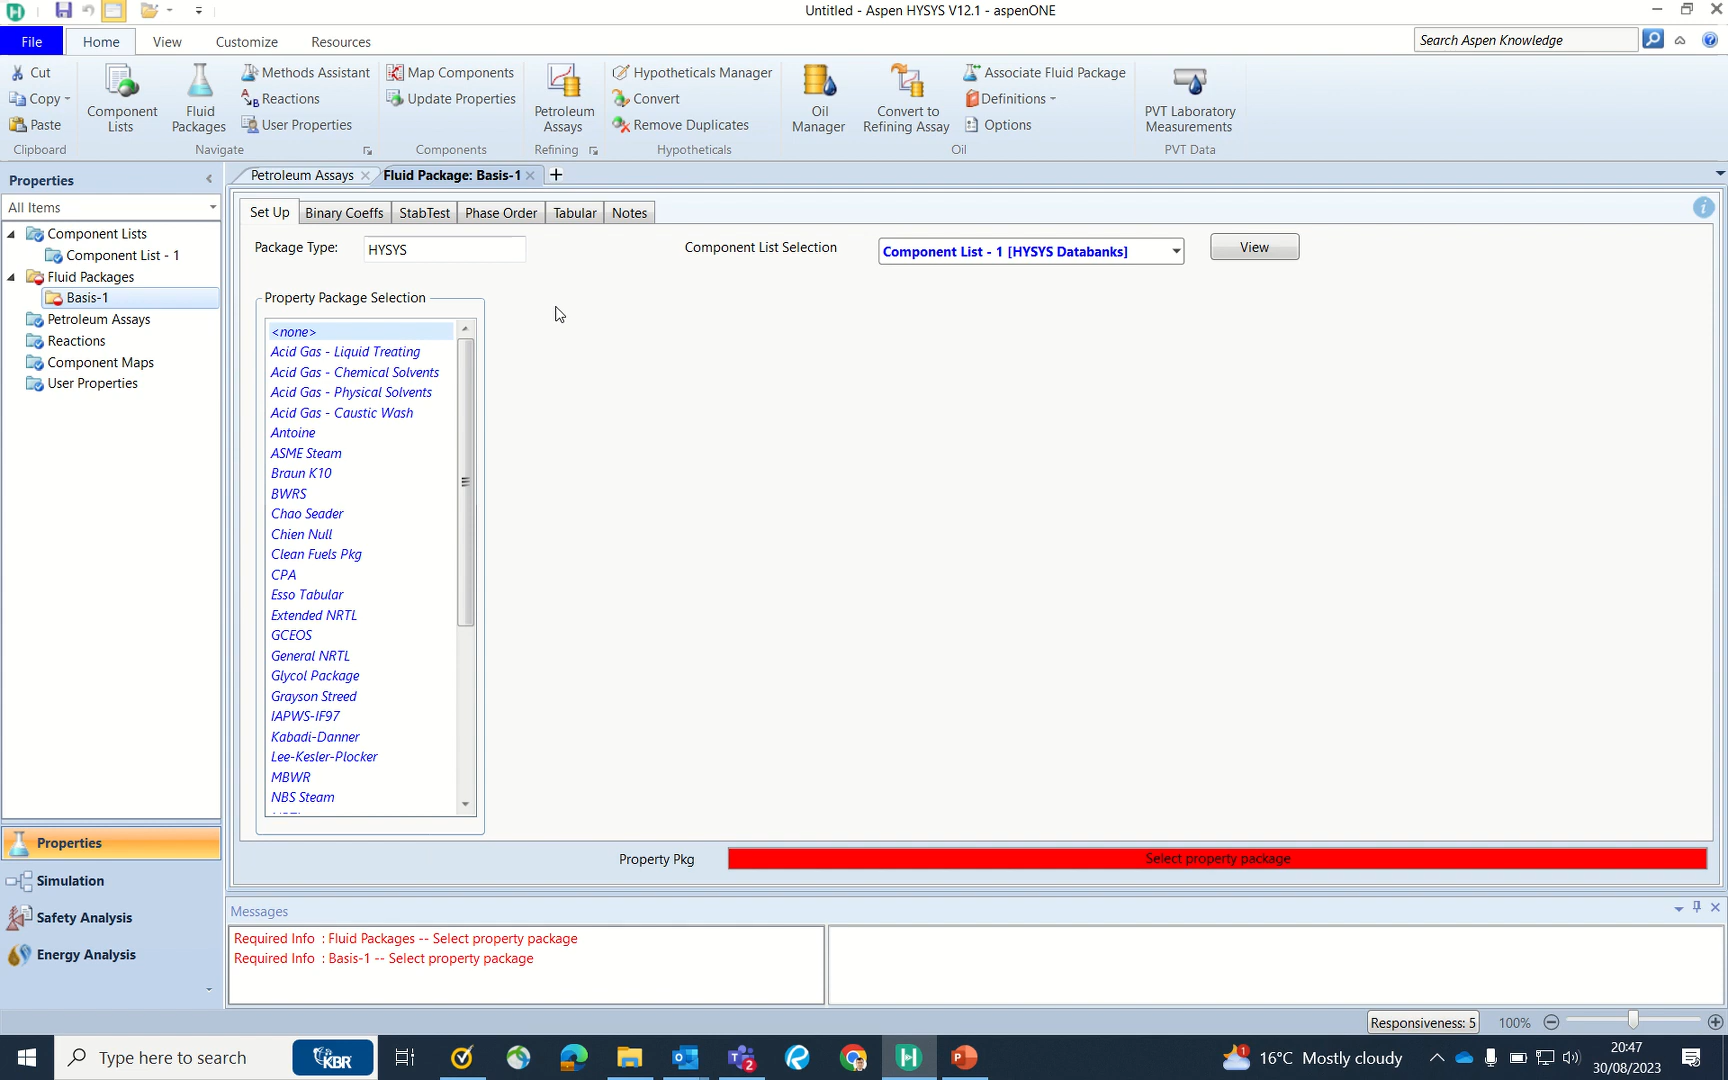 Untitled - Aspen HYSYS V12.1 - aspenONE
File
Home
View
Customize
Resources
Search Aspen Knowledge
Cut
Copy
Paste
Clipboard
Component Lists
Fluid Packages
Methods Assistant
Reactions
User Properties
Navigate
Map Components
Update Properties
Components
Petroleum Assays
Refining
Hypotheticals Manager
Convert
Remove Duplicates
Hypotheticals
Oil Manager
Convert to Refining Assay
Associate Fluid Package
Definitions
Options
Oil
PVT Laboratory Measurements
PVT Data
Properties
All Items
Component Lists
Component List - 1
Fluid Packages
Basis-1
Petroleum Assays
Reactions
Component Maps
User Properties
Properties
Simulation
Safety Analysis
Energy Analysis
Petroleum Assays
Fluid Package: Basis-1
Set Up
Binary Coeffs
StabTest
Phase Order
Tabular
Notes
Package Type:
HYSYS
Component List Selection
Component List - 1 [HYSYS Databanks]
View
Property Package Selection
<none>
Acid Gas - Liquid Treating
Acid Gas - Chemical Solvents
Acid Gas - Physical Solvents
Acid Gas - Caustic Wash
Antoine
ASME Steam
Braun K10
BWRS
Chao Seader
Chien Null
Clean Fuels Pkg
CPA
Esso Tabular
Extended NRTL
GCEOS
General NRTL
Glycol Package
Grayson Streed
IAPWS-IF97
Kabadi-Danner
Lee-Kesler-Plocker
MBWR
NBS Steam
Property Pkg
Select property package
Messages
Required Info : Fluid Packages -- Select property package
Required Info : Basis-1 -- Select property package
Responsiveness: 5
100%
Type here to search
KBR
2
1
16°C Mostly cloudy
20:47
30/08/2023